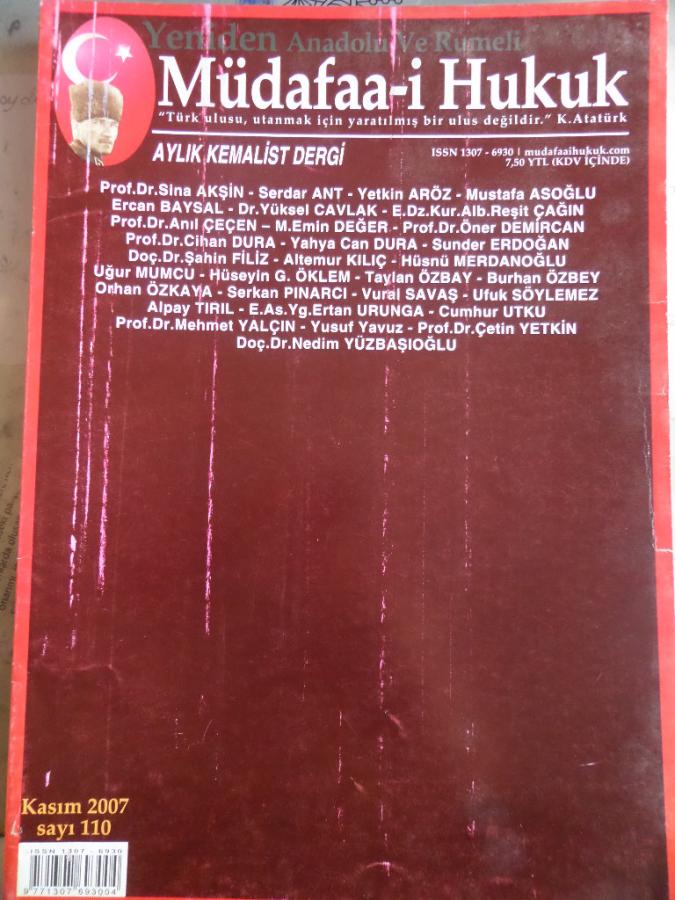 Yeniden Anadolu Ve Rumeli
Müdafaa-i Hukuk
“Türk ulusu, utanmak için yaratılmış bir ulus değildir.” K.Atatürk
AYLIK KEMALİST DERGİ
ISSN 1307 - 6930 | mudafaaihukuk.com
7,50 YTL (KDV İÇİNDE)
Prof.Dr.Sina AKŞİN - Serdar ANT - Yetkin ARÖZ - Mustafa ASOĞLU
Ercan BAYSAL - Dr.Yüksel CAVLAK - E.Dz.Kur.Alb.Reşit ÇAĞIN
Prof.Dr.Anıl ÇEÇEN – M.Emin DEĞER - Prof.Dr.Öner DEMİRCAN
Prof.Dr.Cihan DURA - Yahya Can DURA - Sunder ERDOĞAN
Doç.Dr.Şahin FİLİZ - Altemur KILIÇ - Hüsnü MERDANOĞLU
Uğur MUMCU - Hüseyin G. ÖKLEM - Taylan ÖZBAY - Burhan ÖZBEY
Orhan ÖZKAYA - Serkan PINARCI - Vural SAVAŞ - Ufuk SÖYLEMEZ
Alpay TIRIL - E.As.Yg.Ertan URUNGA - Cumhur UTKU
Prof.Dr.Mehmet YALÇIN - Yusuf Yavuz - Prof.Dr.Çetin YETKİN
Doç.Dr.Nedim YÜZBAŞIOĞLU
Kasım 2007
sayı 110
ISSN 1307 - 6930
9 771307 693004